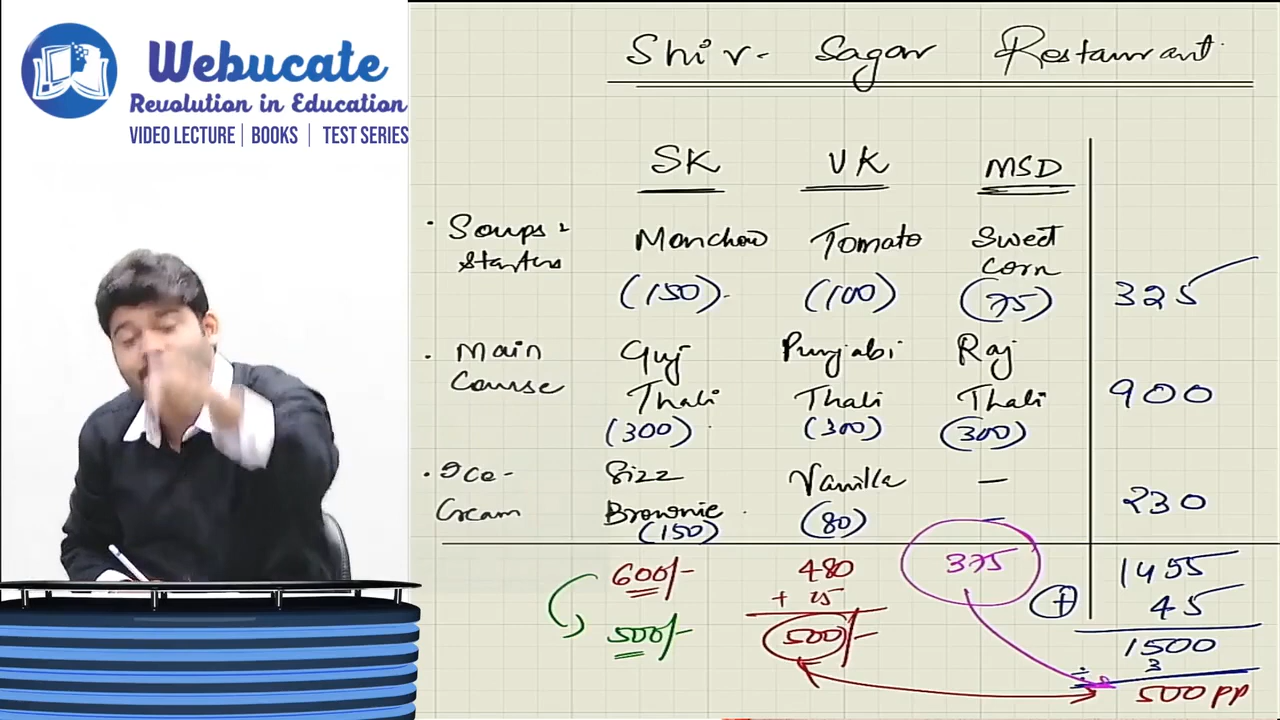 Webucate
Revolution in Education
VIDEO LECTURE | BOOKS | TEST SERIES
Shiv-Sagar Restaurant
SK VK MSD
• Soups & Starters Manchow Tomato Sweet corn
(150) (100) (75) 325
• Main Course Guj Punjabi Raj
Thali Thali Thali 900
(300) (300) (300)
• Ice-Cream Sizz Vanilla —
Brownie — 230
(150) (80)
600/- 480 375 1455
+ 15 + 45
500/- 500/- 1500
÷ 3
500 PP